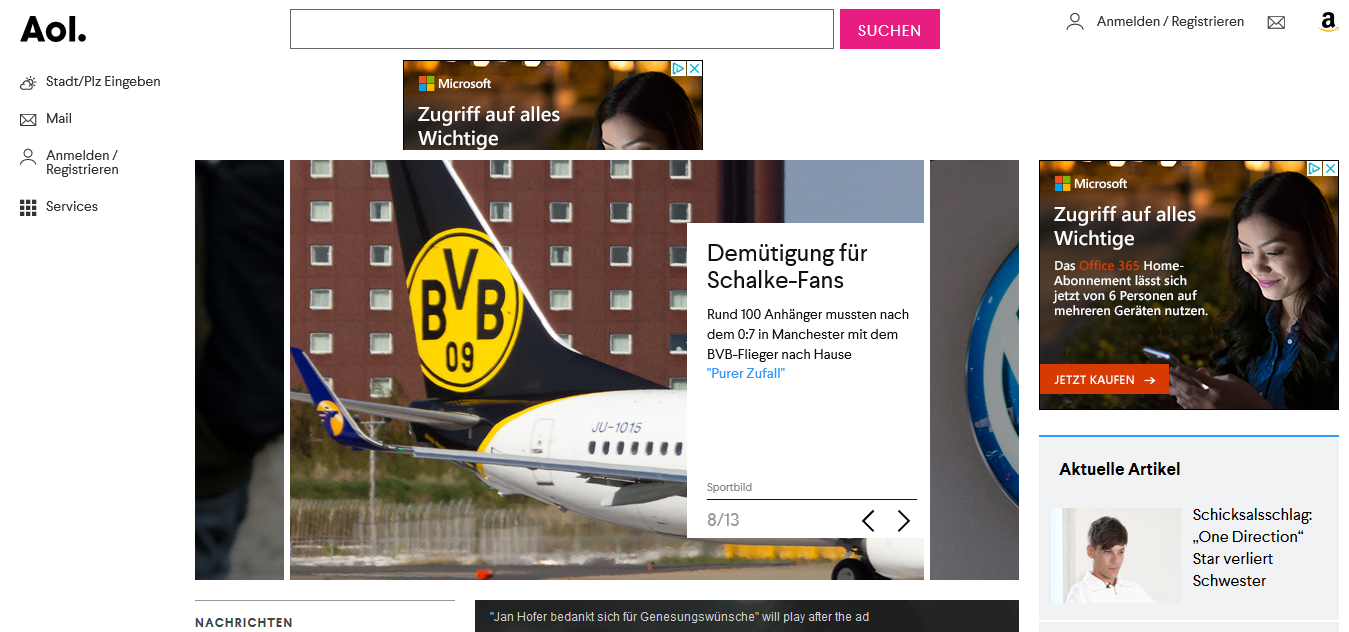 Aol.
SUCHEN
Anmelden / Registrieren
a
Stadt/Plz Eingeben
Mail
Anmelden /
Registrieren
Services
Microsoft
Zugriff auf alles
Wichtige
BVB
09
JU-1015
Demütigung für
Schalke-Fans
Rund 100 Anhänger mussten nach
dem 0:7 in Manchester mit dem
BVB-Flieger nach Hause
"Purer Zufall"
Sportbild
8/13
Microsoft
Zugriff auf alles
Wichtige
Das Office 365 Home-
Abonnement lässt sich
jetzt von 6 Personen auf
mehreren Geräten nutzen.
JETZT KAUFEN →
Aktuelle Artikel
Schicksalsschlag:
„One Direction“
Star verliert
Schwester
NACHRICHTEN
"Jan Hofer bedankt sich für Genesungswünsche" will play after the ad